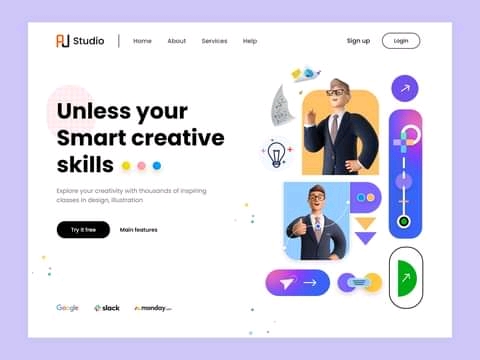 AJ Studio
Home
About
Services
Help
Sign up
Login
Unless your
Smart creative
skills
Explore your creativity with thousands of inspiring
classes in design, illustration
Try it free
Main features
Google
slack
monday.com